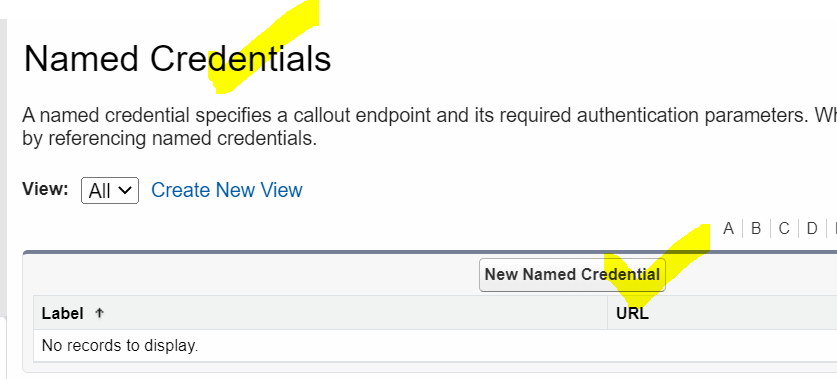 Named Credentials
A named credential specifies a callout endpoint and its required authentication parameters. Wh
by referencing named credentials.
View: All Create New View
A B C D
New Named Credential
Label ↑ URL
No records to display.